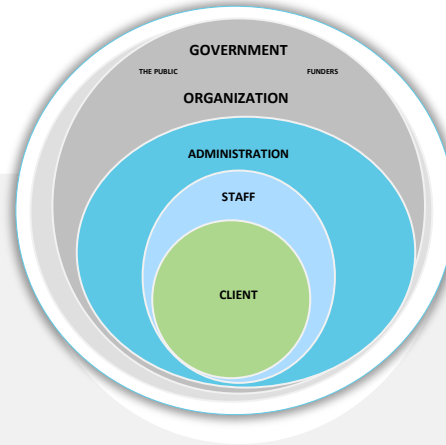 GOVERNMENT
THE PUBLIC FUNDERS
ORGANIZATION
ADMINISTRATION
STAFF
CLIENT